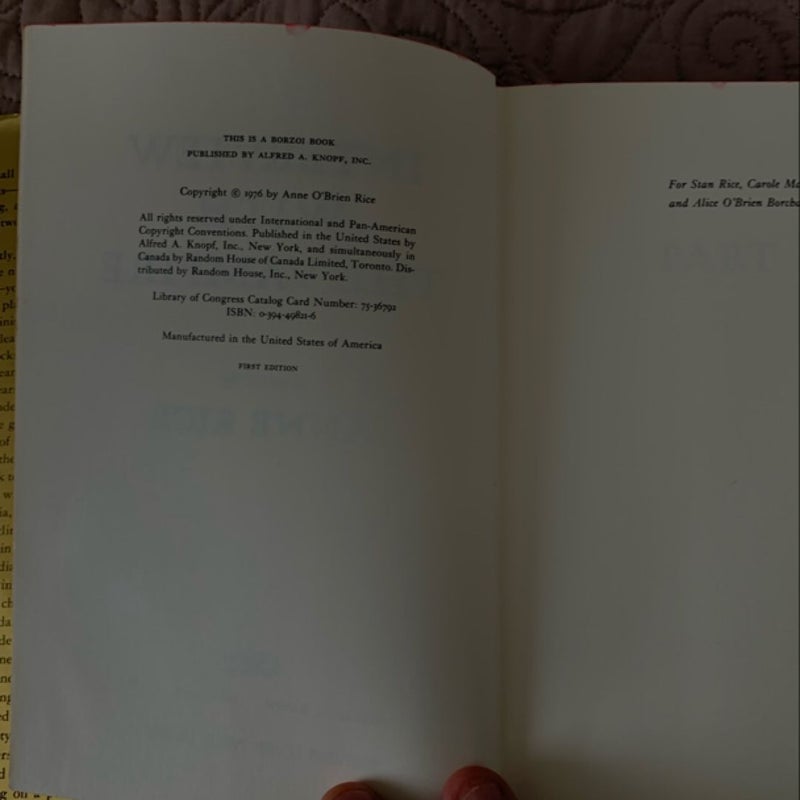 THIS IS A BORZOI BOOK
PUBLISHED BY ALFRED A. KNOPF, INC.
Copyright © 1976 by Anne O'Brien Rice
All rights reserved under International and Pan-American
Copyright Conventions. Published in the United States by
Alfred A. Knopf, Inc., New York, and simultaneously in
Canada by Random House of Canada Limited, Toronto. Dis-
tributed by Random House, Inc., New York.
Library of Congress Catalog Card Number: 75-36792
ISBN: 0-394-49821-6
Manufactured in the United States of America
FIRST EDITION
For Stan Rice, Carole
and Alice O'Brien